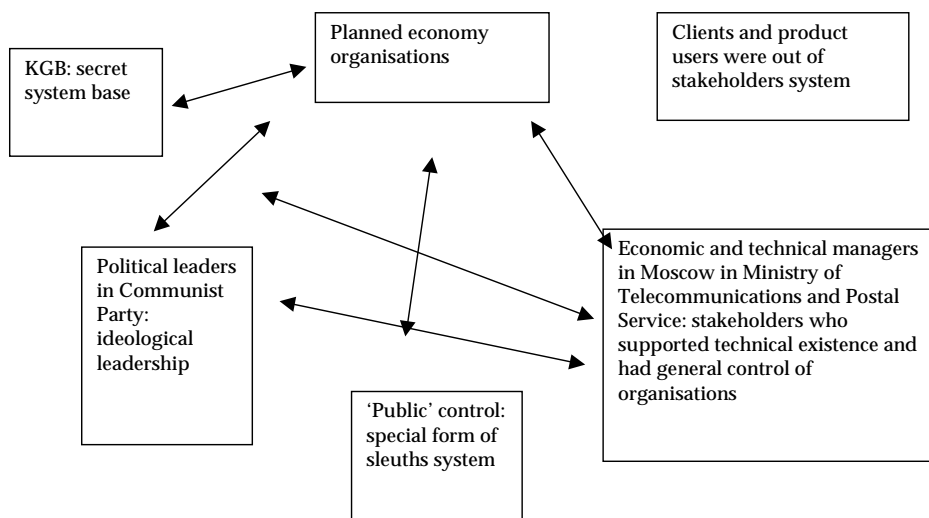 Planned economy
organisations
Clients and product
users were out of
stakeholders system
KGB: secret
system base
Political leaders
in Communist
Party:
ideological
leadership
Economic and technical managers
in Moscow in Ministry of
Telecommunications and Postal
Service: stakeholders who
supported technical existence and
had general control of
organisations
‘Public’ control:
special form of
sleuths system